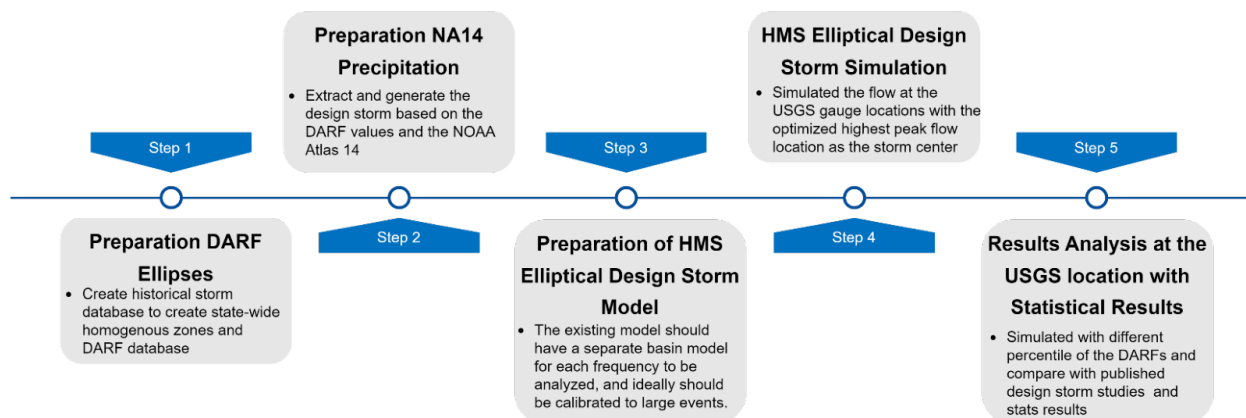 Step 1
Preparation DARF
Ellipses
• Create historical storm
database to create state-wide
homogenous zones and
DARF database
Preparation NA14
Precipitation
• Extract and generate the
design storm based on the
DARF values and the NOAA
Atlas 14
Step 2
Step 3
Preparation of HMS
Elliptical Design Storm
Model
• The existing model should
have a separate basin model
for each frequency to be
analyzed, and ideally should
be calibrated to large events.
HMS Elliptical Design
Storm Simulation
• Simulated the flow at the
USGS gauge locations with the
optimized highest peak flow
location as the storm center
Step 4
Step 5
Results Analysis at the
USGS location with
Statistical Results
• Simulated with different
percentile of the DARFs and
compare with published
design storm studies and
stats results